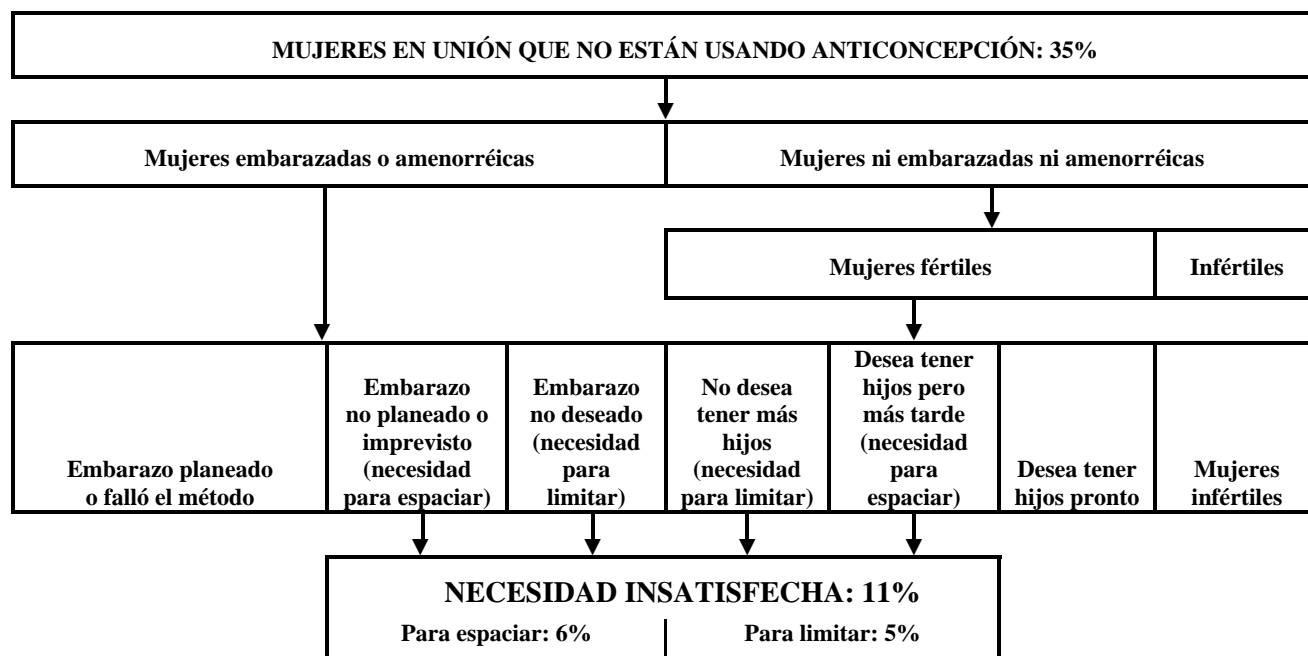 MUJERES EN UNIÓN QUE NO ESTÁN USANDO ANTICONCEPCIÓN: 35%
Mujeres embarazadas o amenorréicas
Mujeres ni embarazadas ni amenorréicas
Mujeres fértiles
Infértiles
Embarazo planeado
o falló el método
Embarazo
no planeado o
imprevisto
(necesidad
para espaciar)
Embarazo
no deseado
(necesidad
para
limitar)
No desea
tener más
hijos
(necesidad
para limitar)
Desea tener
hijos pero
más tarde
(necesidad
para
espaciar)
Desea tener
hijos pronto
Mujeres
infértiles
NECESIDAD INSATISFECHA: 11%
Para espaciar: 6%
Para limitar: 5%